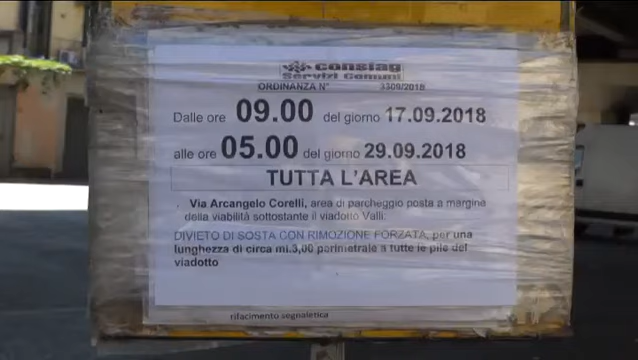 consiag
Servizi Comuni
ORDINANZA N° 3309/2018
Dalle ore 09.00 del giorno 17.09.2018
alle ore 05.00 del giorno 29.09.2018
TUTTA L'AREA
Via Arcangelo Corelli, area di parcheggio posta a margine
della viabilità sottostante il viadotto Valli:
DIVIETO DI SOSTA CON RIMOZIONE FORZATA, per una
lunghezza di circa ml.3,00 perimetrale a tutte le pile del
viadotto
rifacimento segnaletica